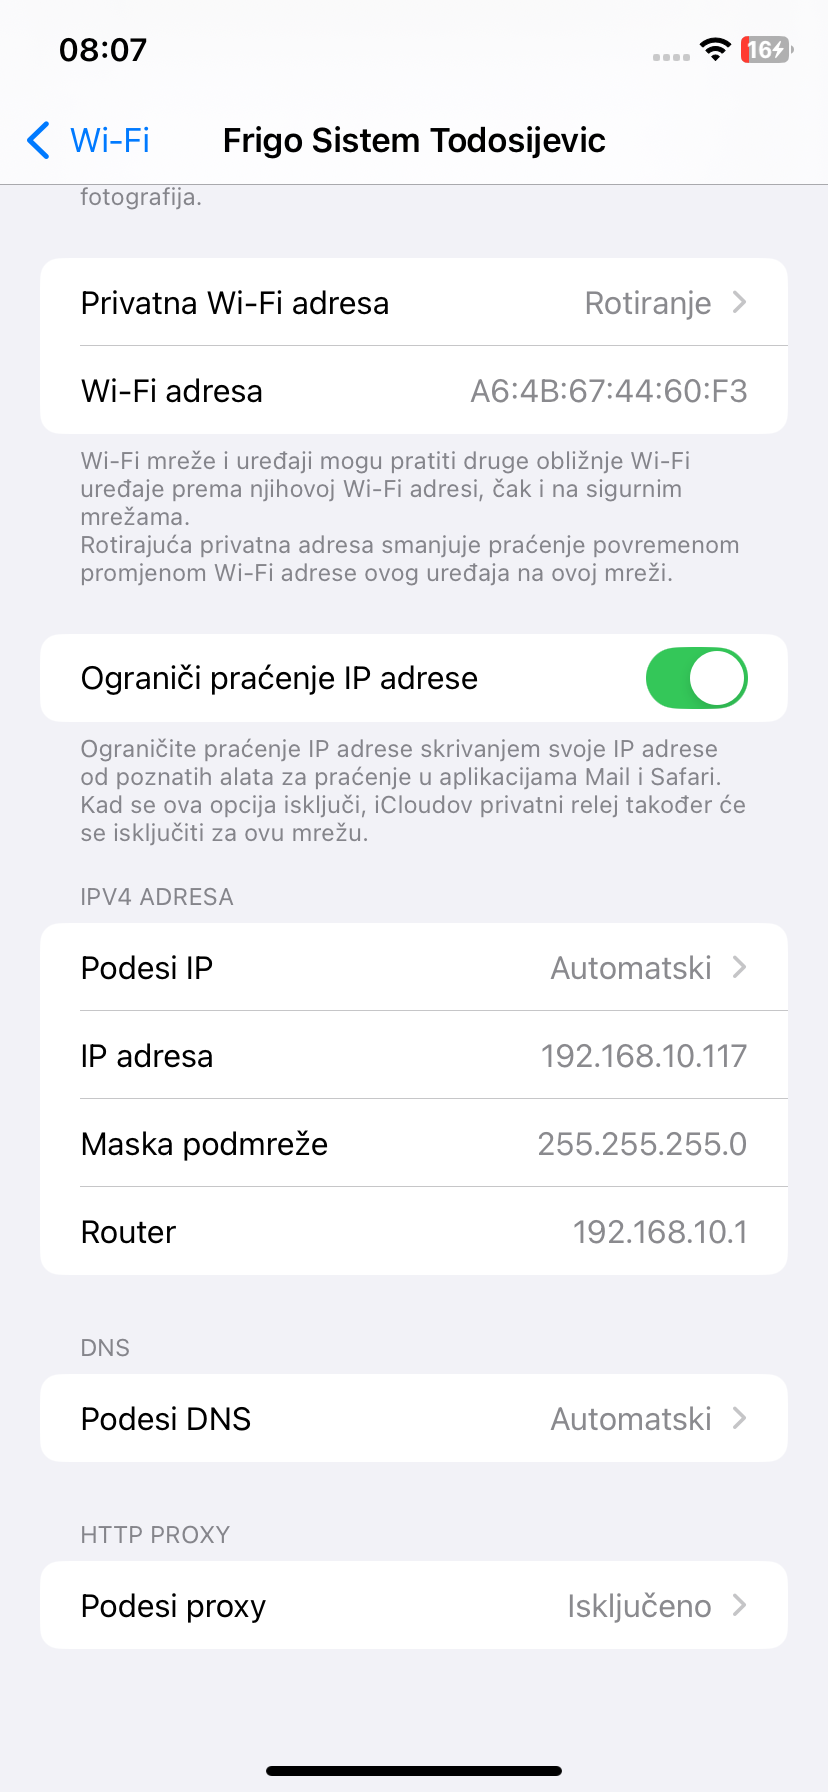 08:07
16
Wi-Fi
Frigo Sistem Todosijevic
fotografija.
Privatna Wi-Fi adresa Rotiranje
Wi-Fi adresa A6:4B:67:44:60:F3
Wi-Fi mreže i uređaji mogu pratiti druge obližnje Wi-Fi
uređaje prema njihovoj Wi-Fi adresi, čak i na sigurnim
mrežama.
Rotirajuća privatna adresa smanjuje praćenje povremenom
promjenom Wi-Fi adrese ovog uređaja na ovoj mreži.
Ograniči praćenje IP adrese
Ograničite praćenje IP adrese skrivanjem svoje IP adrese
od poznatih alata za praćenje u aplikacijama Mail i Safari.
Kad se ova opcija isključi, iCloudov privatni relej također će
se isključiti za ovu mrežu.
IPV4 ADRESA
Podesi IP Automatski
IP adresa 192.168.10.117
Maska podmreže 255.255.255.0
Router 192.168.10.1
DNS
Podesi DNS Automatski
HTTP PROXY
Podesi proxy Isključeno